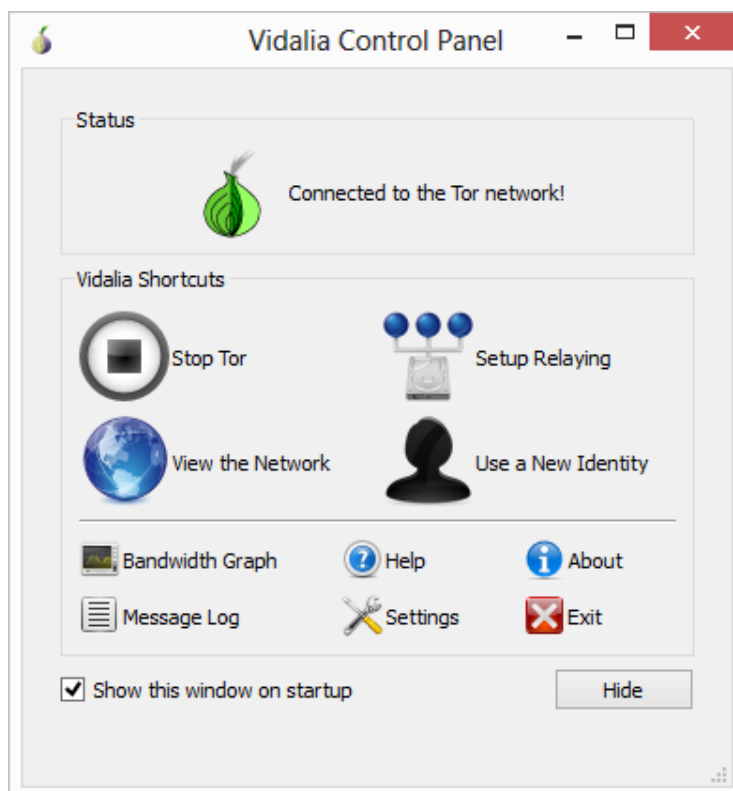 Vidalia Control Panel
Status
Connected to the Tor network!
Vidalia Shortcuts
Stop Tor
Setup Relaying
View the Network
Use a New Identity
Bandwidth Graph
Help
About
Message Log
Settings
Exit
Show this window on startup
Hide